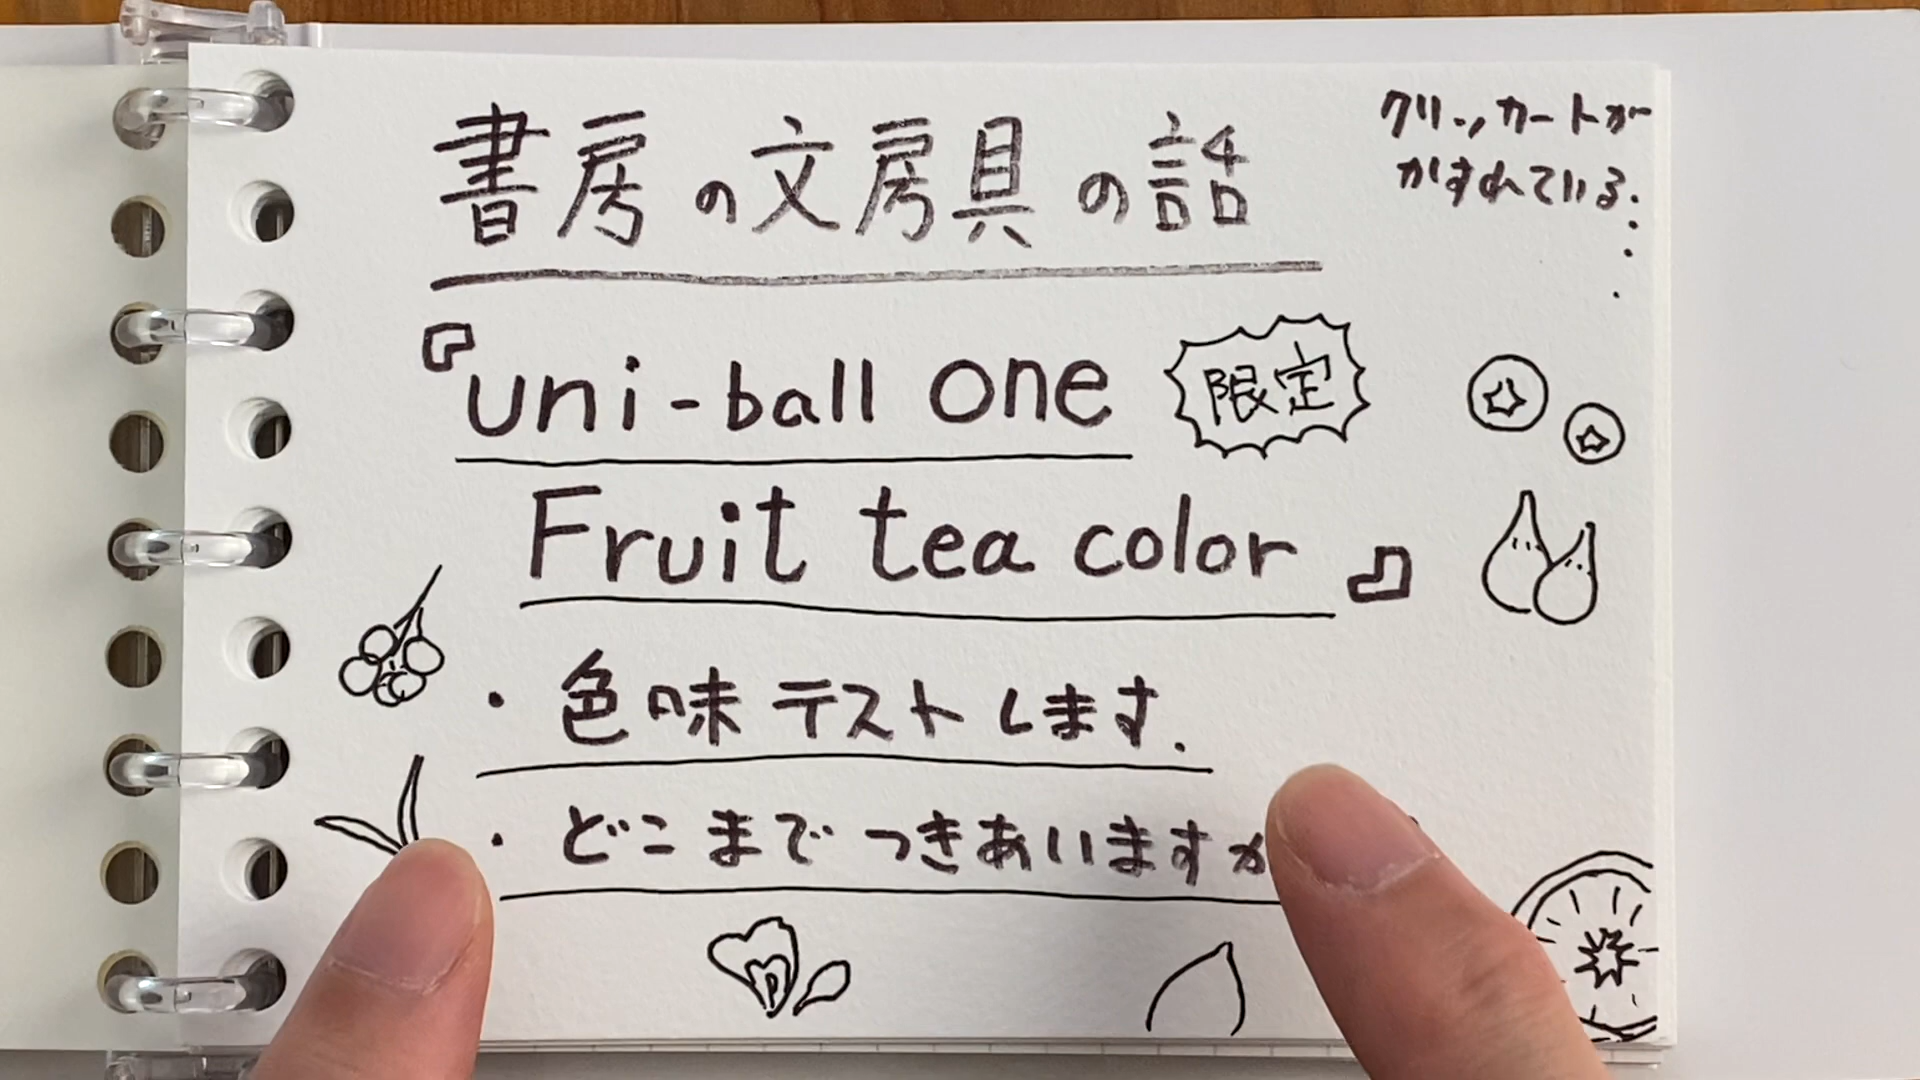 書房の文房具の話
クリッカートが
かすれている....
『uni-ball one
限定
Fruit tea color』
・色味テストします.
・どこまでつきあいますか